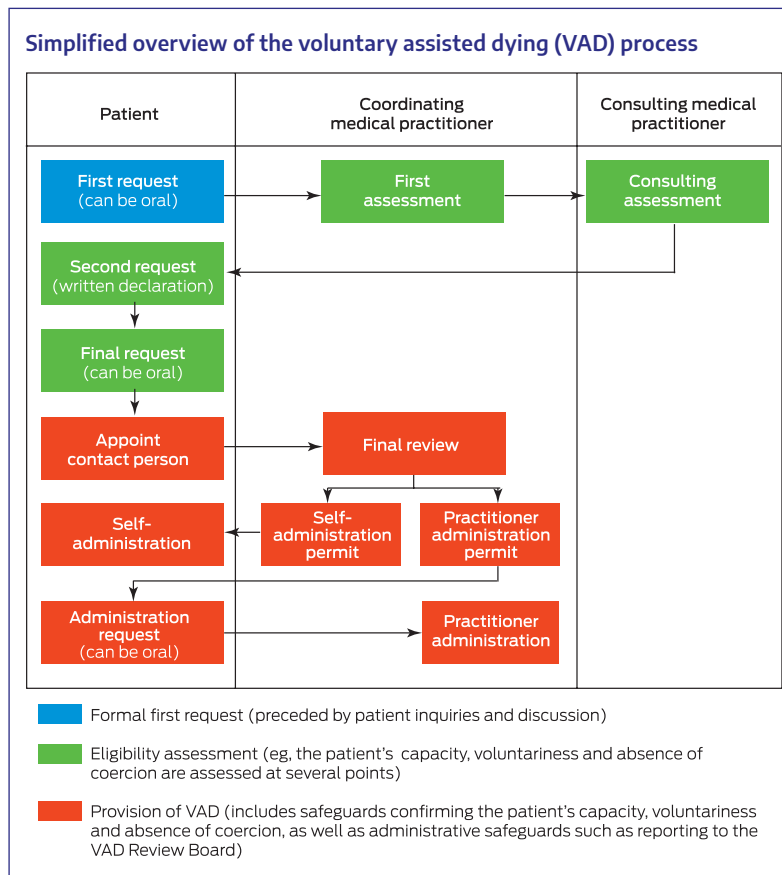 Simplified overview of the voluntary assisted dying (VAD) process
Patient
Coordinating
medical practitioner
Consulting medical
practitioner
First request
(can be oral)
First
assessment
Consulting
assessment
Second request
(written declaration)
Final request
(can be oral)
Appoint
contact person
Final review
Self-
administration
Self-
administration
permit
Practitioner
administration
permit
Administration
request
(can be oral)
Practitioner
administration
Formal first request (preceded by patient inquiries and discussion)
Eligibility assessment (eg, the patient’s capacity, voluntariness and absence of
coercion are assessed at several points)
Provision of VAD (includes safeguards confirming the patient’s capacity, voluntariness
and absence of coercion, as well as administrative safeguards such as reporting to the
VAD Review Board)